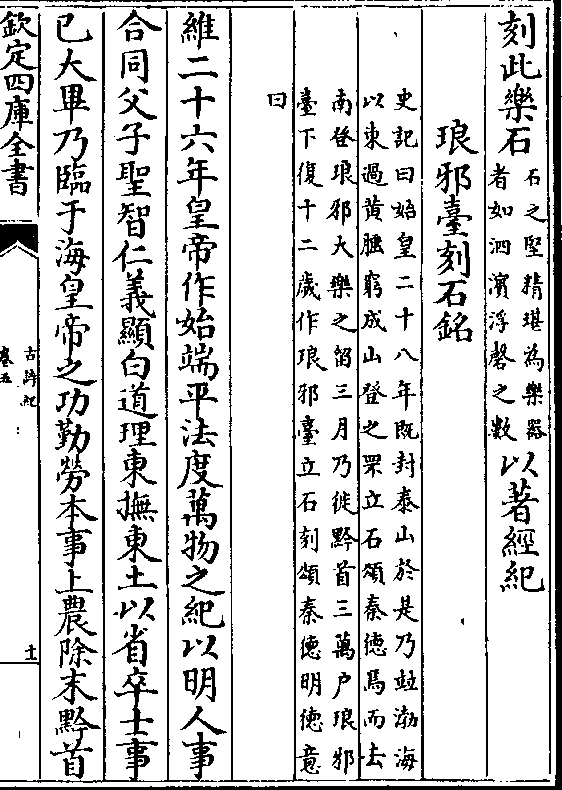 刻此樂石石之堅精堪為樂器者如泗濱浮磬之數以著經紀
琅邪臺刻石銘
史記曰始皇二十八年既封泰山於是乃竝渤海
以東過黃腄窮成山登之罘立石頌秦德焉而去
南登琅邪大樂之留三月乃徙黔首三萬户琅邪
臺下復十二歲作琅邪臺立石刻頌秦德明德意
曰
維二十六年皇帝作始端平法度萬物之紀以明人事
合同父子聖智仁義顯白道理東撫東土以省卒士事
已大畢乃臨于海皇帝之功勤勞本事上農除末黔首
欽定四庫全書
古詩紀
卷五
十二